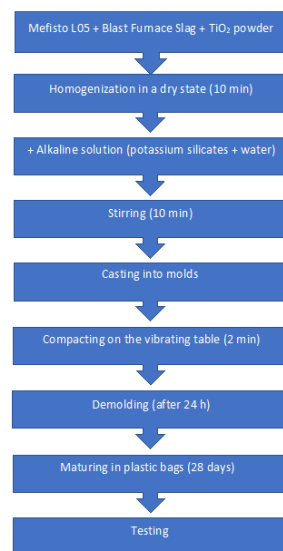 Mefisto L05 + Blast Furnace Slag + TiO₂ powder
Homogenization in a dry state (10 min)
+ Alkaline solution (potassium silicates + water)
Stirring (10 min)
Casting into molds
Compacting on the vibrating table (2 min)
Demolding (after 24 h)
Maturing in plastic bags (28 days)
Testing